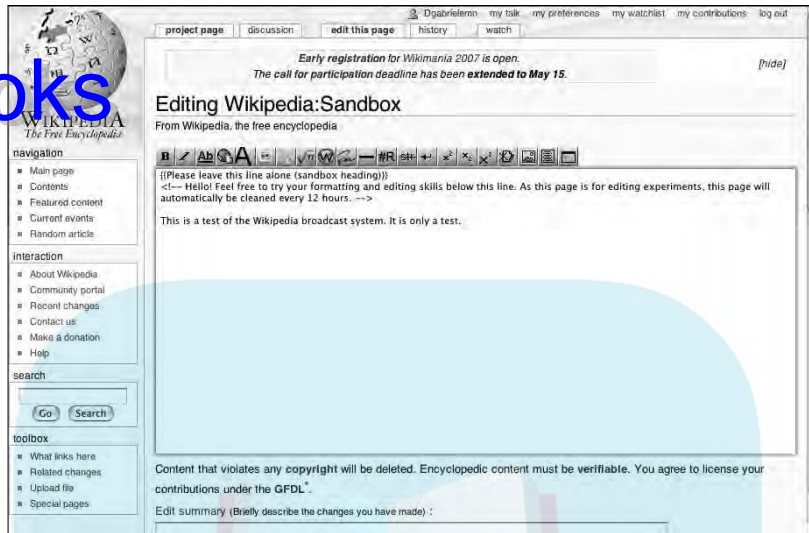 Dgabrielemn my talk my preferences my watchlist my contributions log out
project page discussion edit this page history watch
Early registration for Wikimania 2007 is open.
The call for participation deadline has been extended to May 15.
[hide]
oks
WIKIPEDIA
The Free Encyclopedia
Editing Wikipedia:Sandbox
From Wikipedia, the free encyclopedia
navigation
Main page
Contents
Featured content
Current events
Random article
interaction
About Wikipedia
Community portal
Recent changes
Contact us
Make a donation
Help
search
Go Search
toolbox
What links here
Related changes
Upload file
Special pages
B I Ab A #R
{{Please leave this line alone (sandbox heading)}}
<!-- Hello! Feel free to try your formatting and editing skills below this line. As this page is for editing experiments, this page will
automatically be cleaned every 12 hours. -->
This is a test of the Wikipedia broadcast system. It is only a test.
Content that violates any copyright will be deleted. Encyclopedic content must be verifiable. You agree to license your
contributions under the GFDL*.
Edit summary (Briefly describe the changes you have made) :